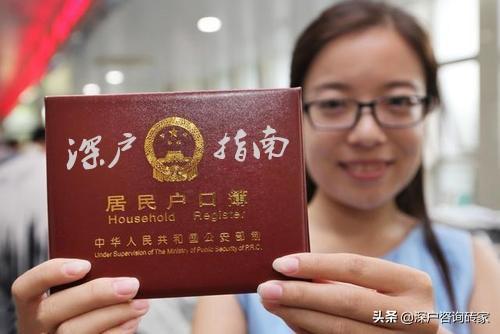 深户 指南
居民户口簿
Household Register
中华人民共和国公安部制
Under Supervision of The Ministry of Public Security of P.R.C.
头条 @深户咨询砖家